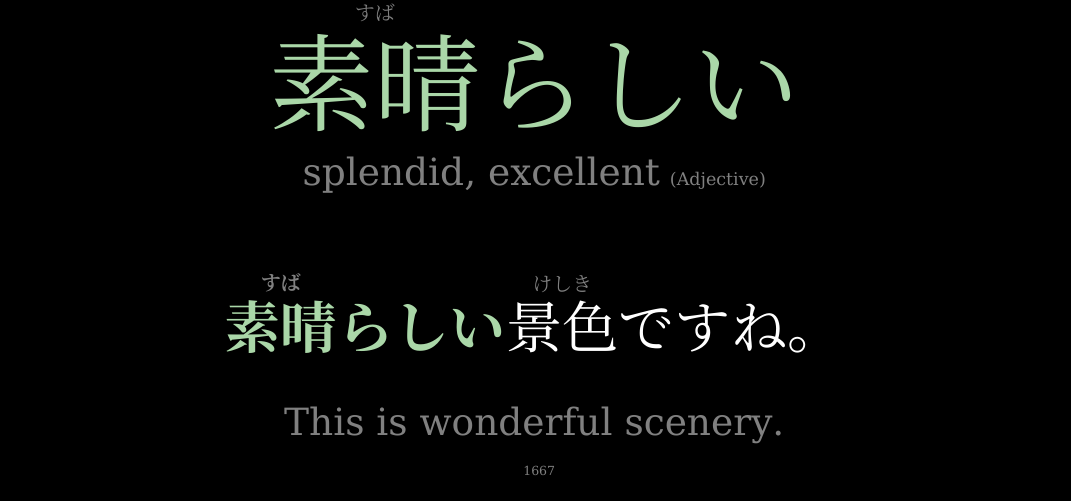 すば
素晴らしい
splendid, excellent (Adjective)
すば けしき
素晴らしい景色ですね。
This is wonderful scenery.
1667